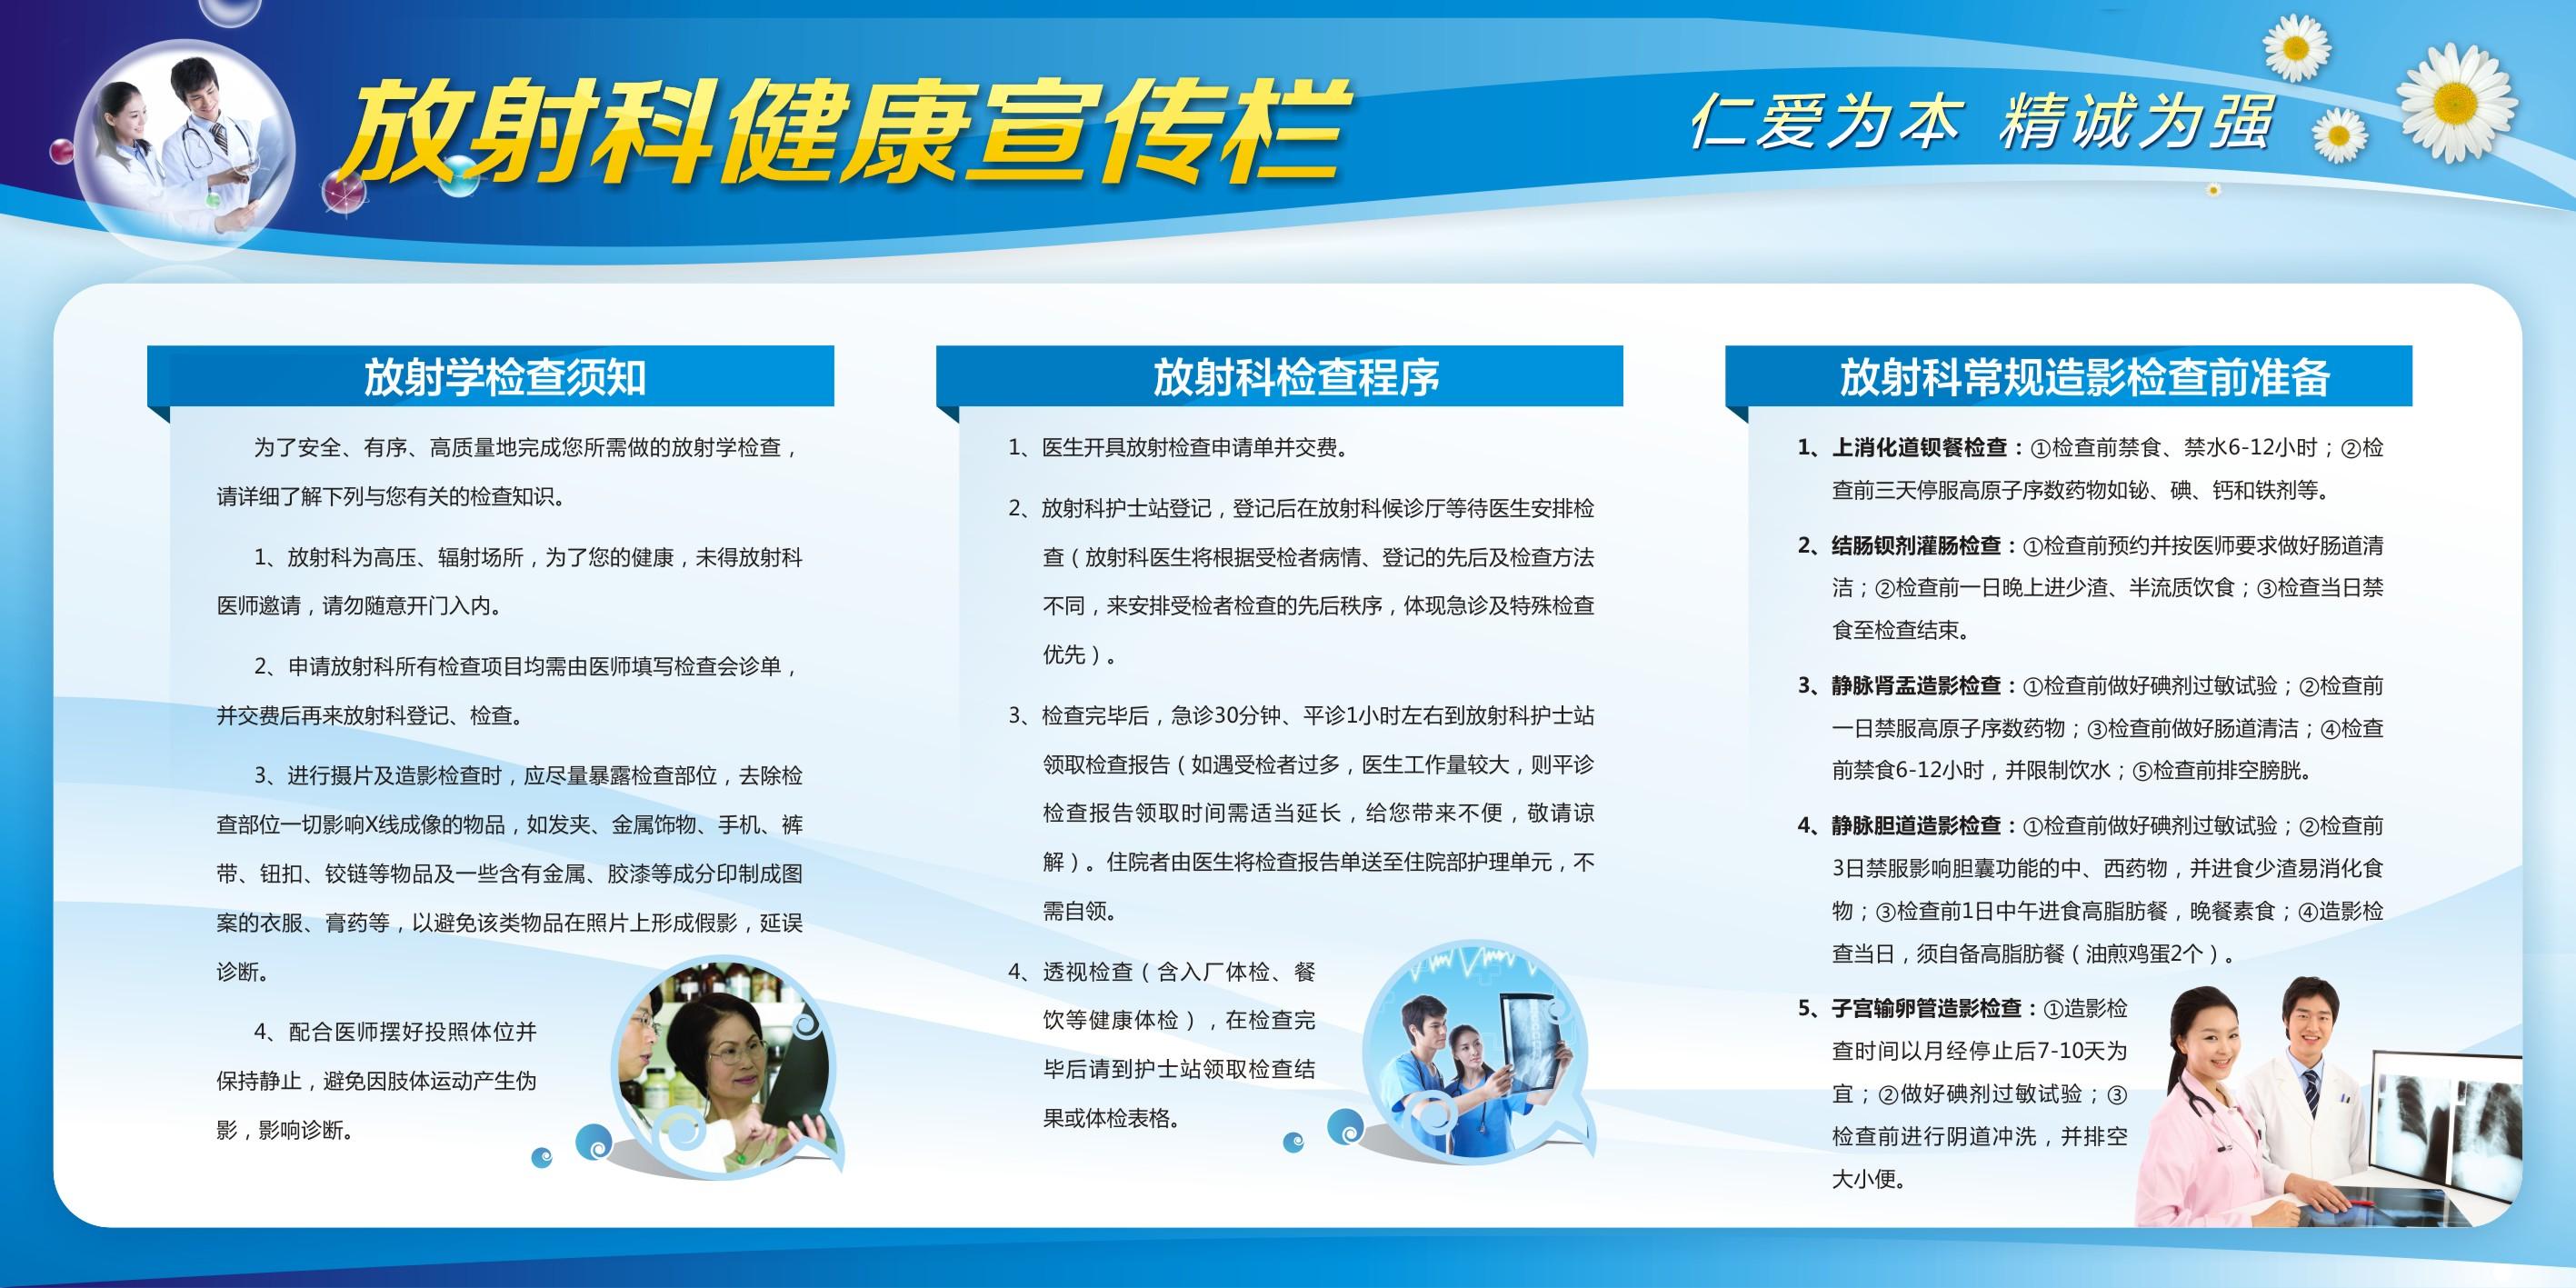 放射科健康宣传栏
仁爱为本 精诚为强
放射学检查须知
为了安全、有序、高质量地完成您所需做的放射学检查，
请详细了解下列与您有关的检查知识。
1、放射科为高压、辐射场所，为了您的健康，未得放射科
医师邀请，请勿随意开门入内。
2、申请放射科所有检查项目均需由医师填写检查会诊单，
并交费后再来放射科登记、检查。
3、进行摄片及造影检查时，应尽量暴露检查部位，去除检
查部位一切影响X线成像的物品，如发夹、金属饰物、手机、裤
带、钮扣、铰链等物品及一些含有金属、胶漆等成分印制成图
案的衣服、膏药等，以避免该类物品在照片上形成假影，延误
诊断。
4、配合医师摆好投照体位并
保持静止，避免因肢体运动产生伪
影，影响诊断。
放射科检查程序
1、医生开具放射检查申请单并交费。
2、放射科护士站登记，登记后在放射科候诊厅等待医生安排检
查（放射科医生将根据受检者病情、登记的先后及检查方法
不同，来安排受检者检查的先后秩序，体现急诊及特殊检查
优先）。
3、检查完毕后，急诊30分钟、平诊1小时左右到放射科护士站
领取检查报告（如遇受检者过多，医生工作量较大，则平诊
检查报告领取时间需适当延长，给您带来不便，敬请谅
解）。住院者由医生将检查报告单送至住院部护理单元，不
需自领。
4、透视检查（含入厂体检、餐
饮等健康体检），在检查完
毕后请到护士站领取检查结
果或体检表格。
放射科常规造影检查前准备
1、上消化道钡餐检查：①检查前禁食、禁水6-12小时；②检
查前三天停服高原子序数药物如铋、碘、钙和铁剂等。
2、结肠钡剂灌肠检查：①检查前预约并按医师要求做好肠道清
洁；②检查前一日晚上进少渣、半流质饮食；③检查当日禁
食至检查结束。
3、静脉肾盂造影检查：①检查前做好碘剂过敏试验；②检查前
一日禁服高原子序数药物；③检查前做好肠道清洁；④检查
前禁食6-12小时，并限制饮水；⑤检查前排空膀胱。
4、静脉胆道造影检查：①检查前做好碘剂过敏试验；②检查前
3日禁服影响胆囊功能的中、西药物，并进食少渣易消化食
物；③检查前1日中午进食高脂肪餐，晚餐素食；④造影检
查当日，须自备高脂肪餐（油煎鸡蛋2个）。
5、子宫输卵管造影检查：①造影检
查时间以月经停止后7-10天为
宜；②做好碘剂过敏试验；③
检查前进行阴道冲洗，并排空
大小便。